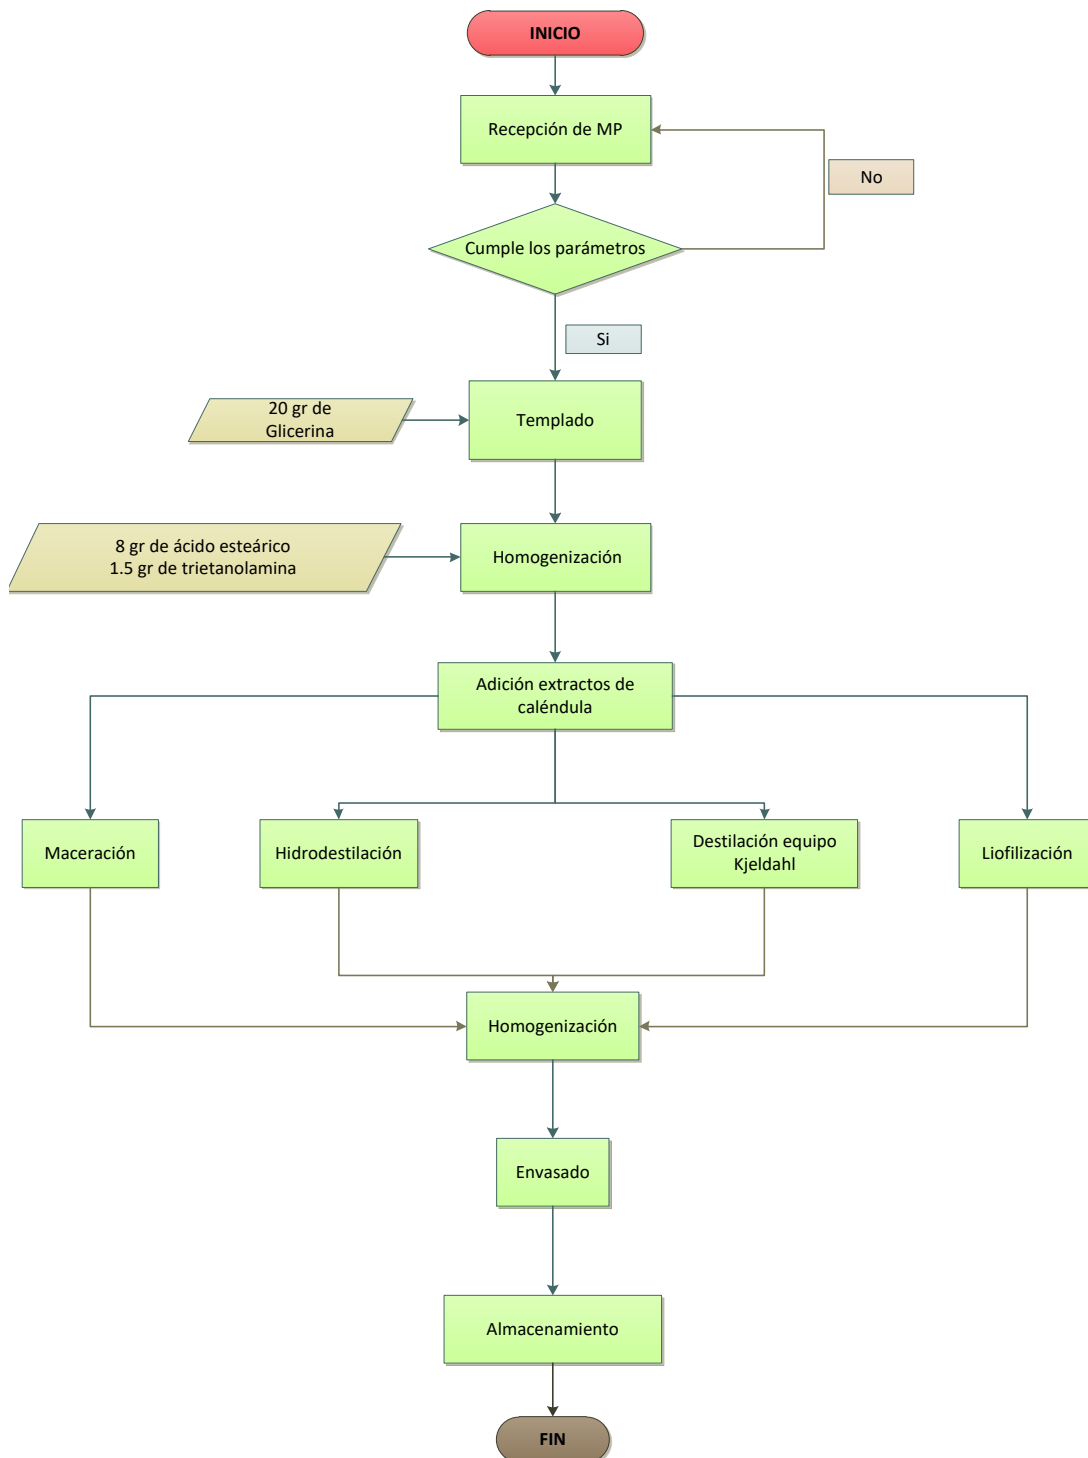 INICIO
Recepción de MP
No
Cumple los parámetros
Si
20 gr de
Glicerina
Templado
8 gr de ácido esteárico
1.5 gr de trietanolamina
Homogenización
Adición extractos de
caléndula
Maceración
Hidrodestilación
Destilación equipo
Kjeldahl
Liofilización
Homogenización
Envasado
Almacenamiento
FIN